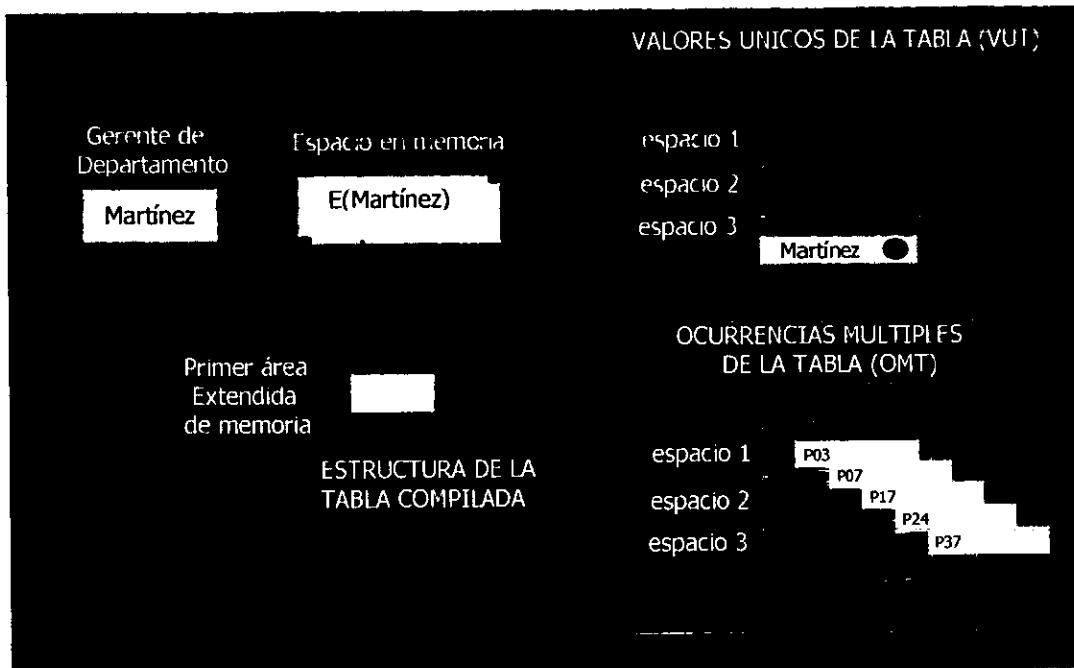 VALORES UNICOS DE LA TABLA (VUT)
Gerente de
Departamento
Espacio en memoria
Martínez
E(Martínez)
espacio 1
espacio 2
espacio 3
Martínez
OCURRENCIAS MULTIPLES
DE LA TABLA (OMT)
Primer área
Extendida
de memoria
ESTRUCTURA DE LA
TABLA COMPILADA
espacio 1
espacio 2
espacio 3
P03
P07
P17
P24
P37